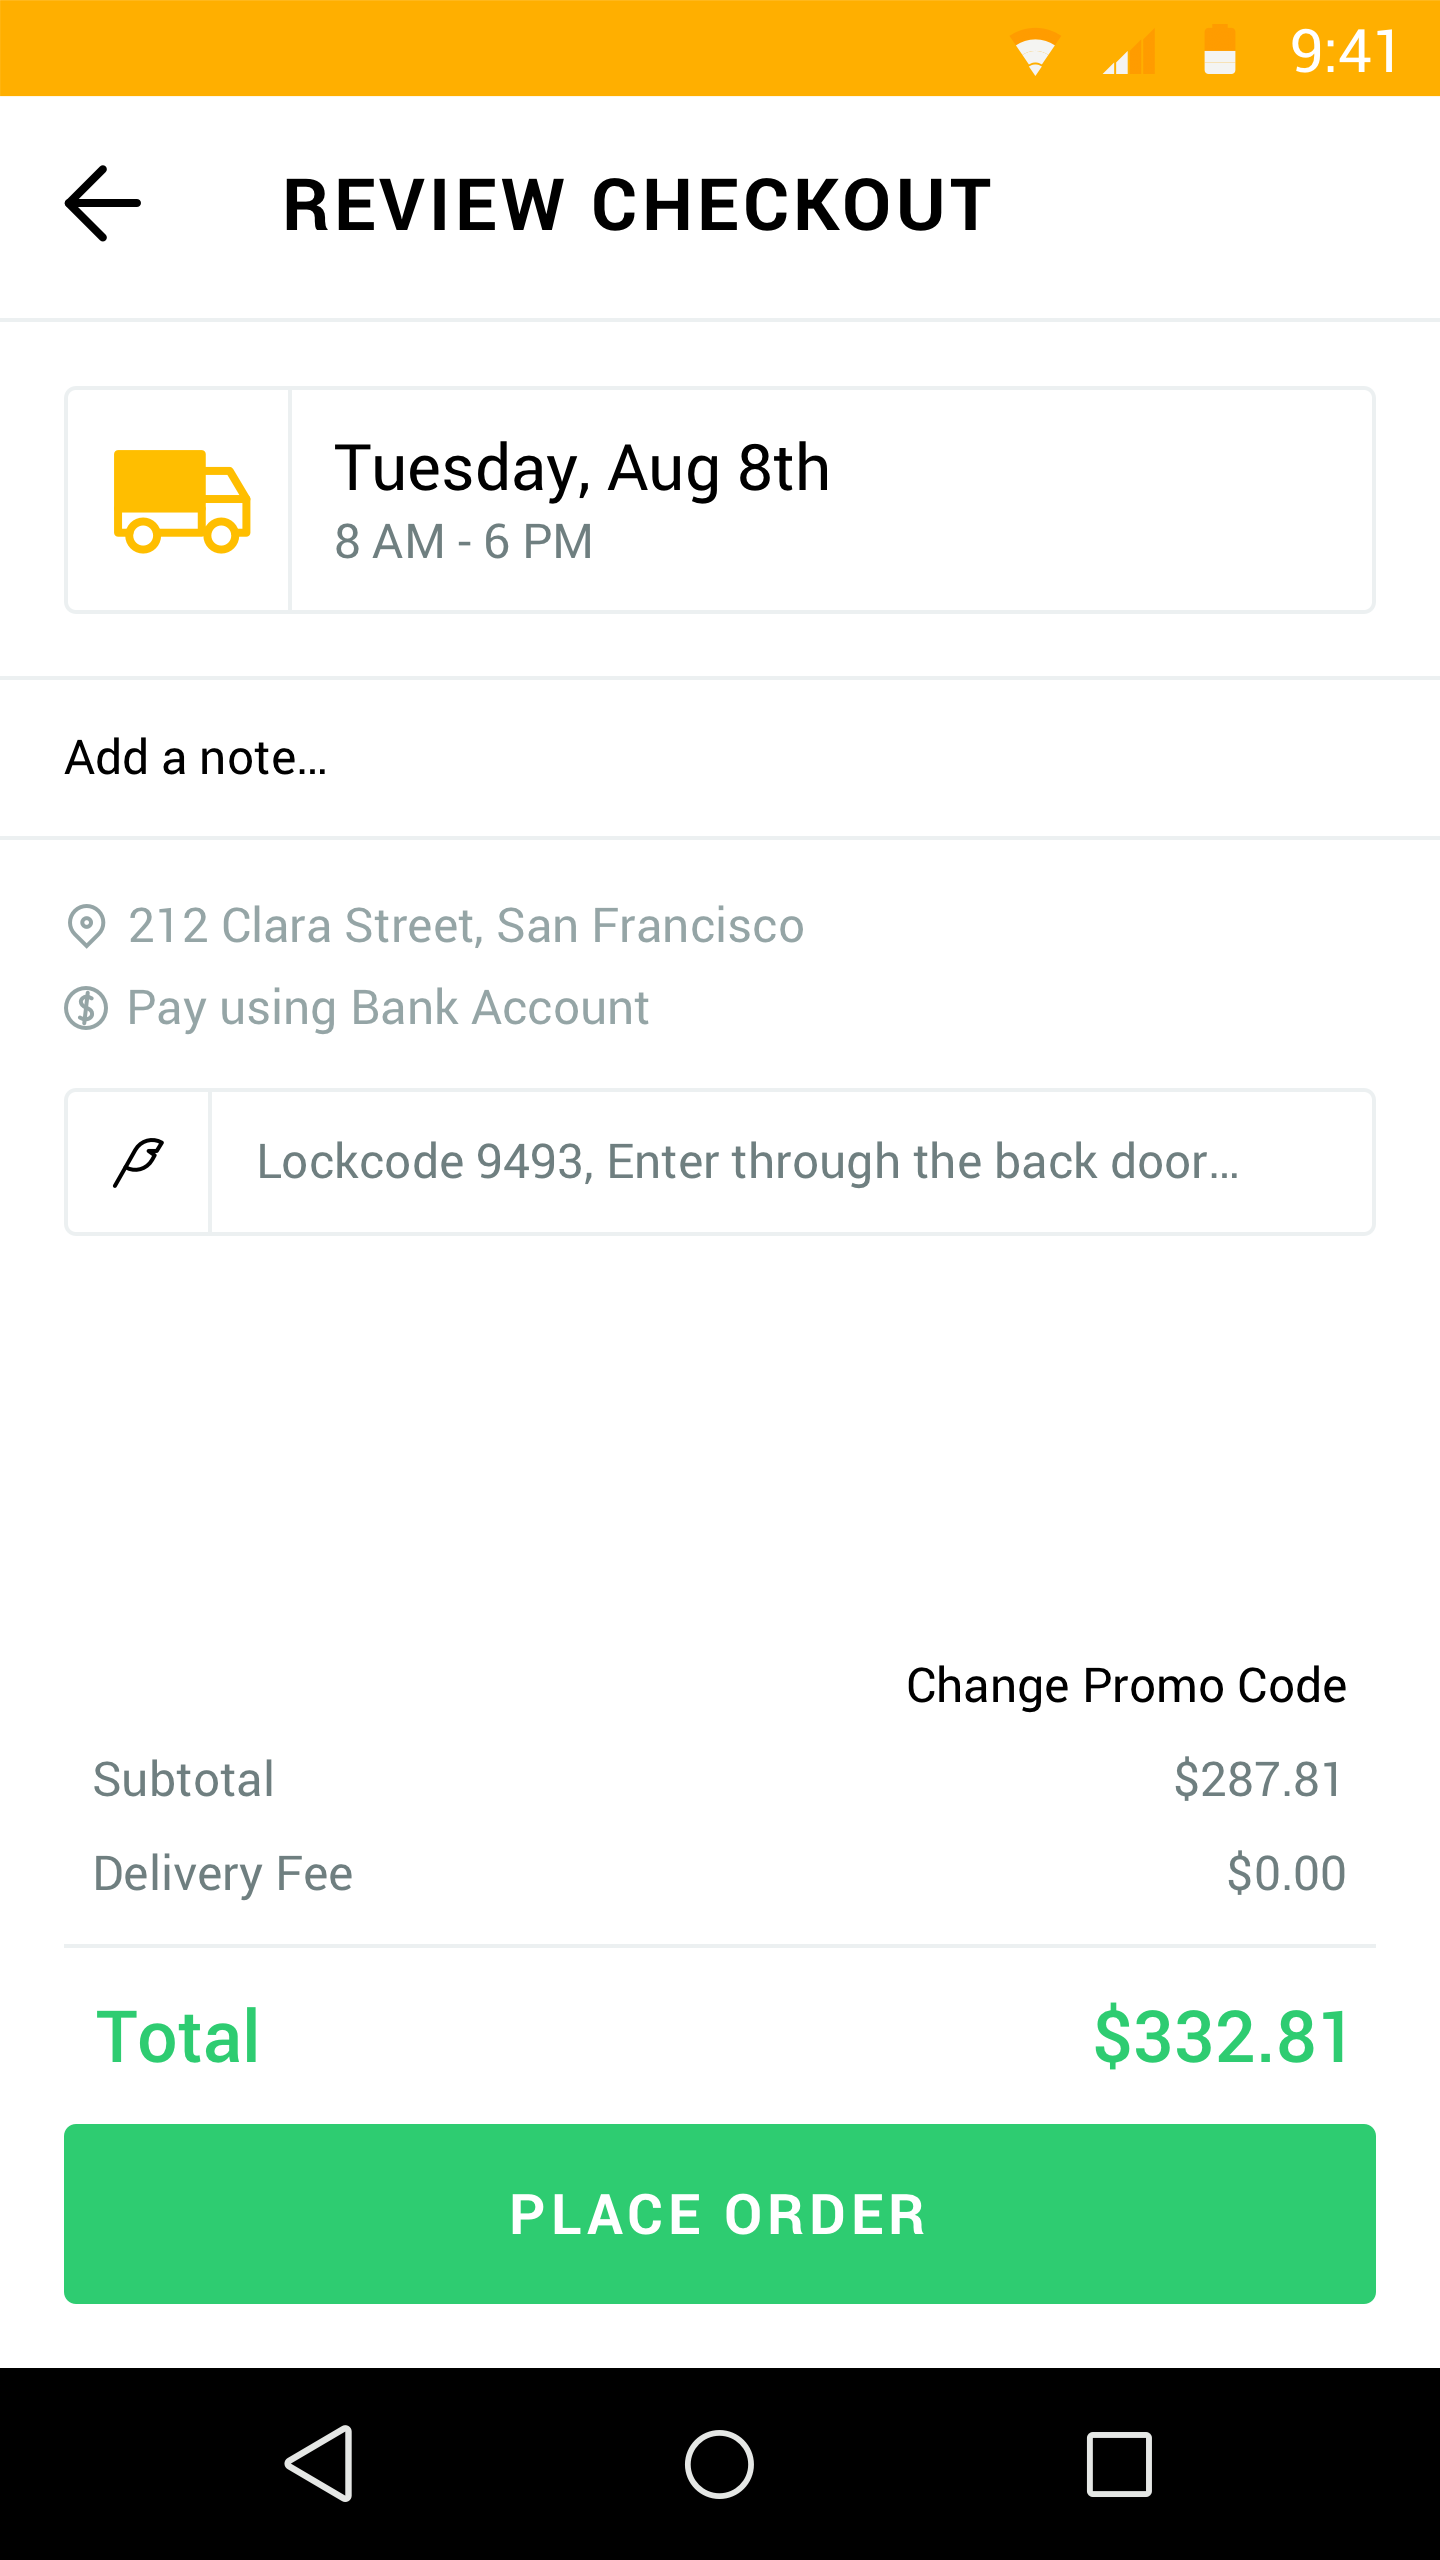 9:41
REVIEW CHECKOUT
Tuesday, Aug 8th
8 AM - 6 PM
Add a note...
212 Clara Street, San Francisco
Pay using Bank Account
Lockcode 9493, Enter through the back door...
Change Promo Code
Subtotal $287.81
Delivery Fee $0.00
Total $332.81
PLACE ORDER